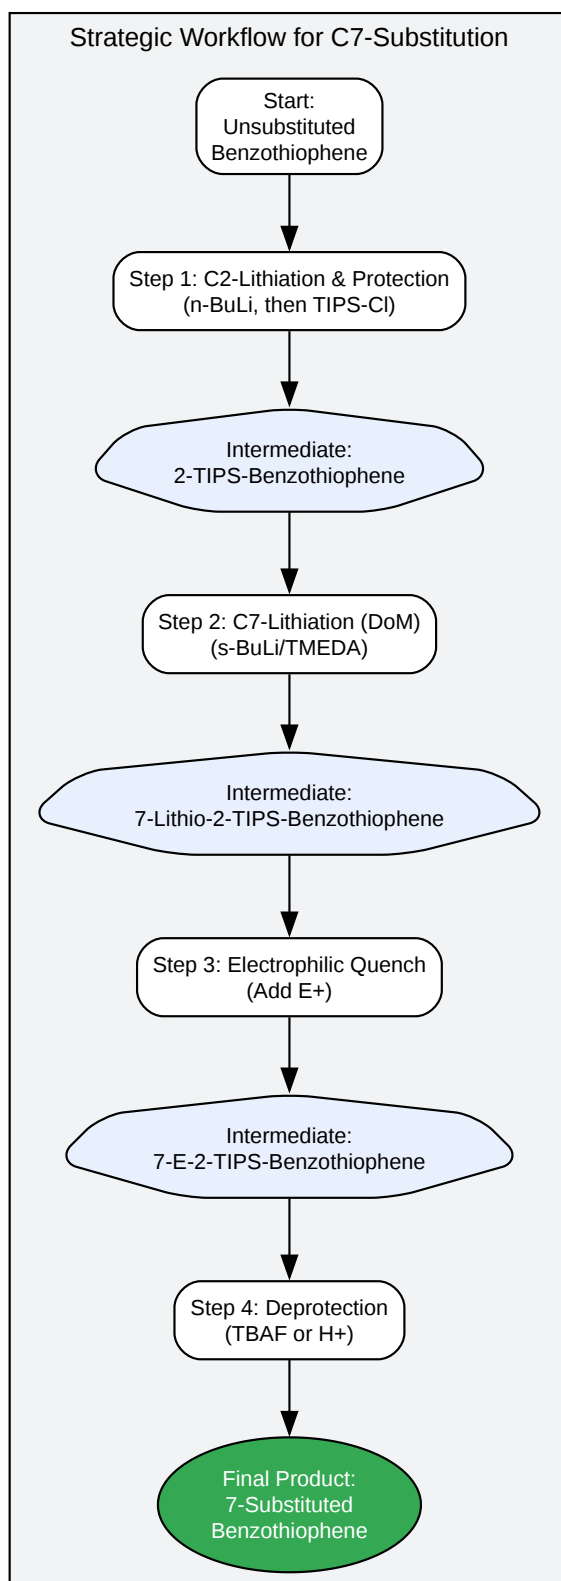 Strategic Workflow for C7-Substitution
Start:
Unsubstituted
Benzothiophene
Step 1: C2-Lithiation & Protection
(n-BuLi, then TIPS-Cl)
Intermediate:
2-TIPS-Benzothiophene
Step 2: C7-Lithiation (DoM)
(s-BuLi/TMEDA)
Intermediate:
7-Lithio-2-TIPS-Benzothiophene
Step 3: Electrophilic Quench
(Add E+)
Intermediate:
7-E-2-TIPS-Benzothiophene
Step 4: Deprotection
(TBAF or H+)
Final Product:
7-Substituted
Benzothiophene